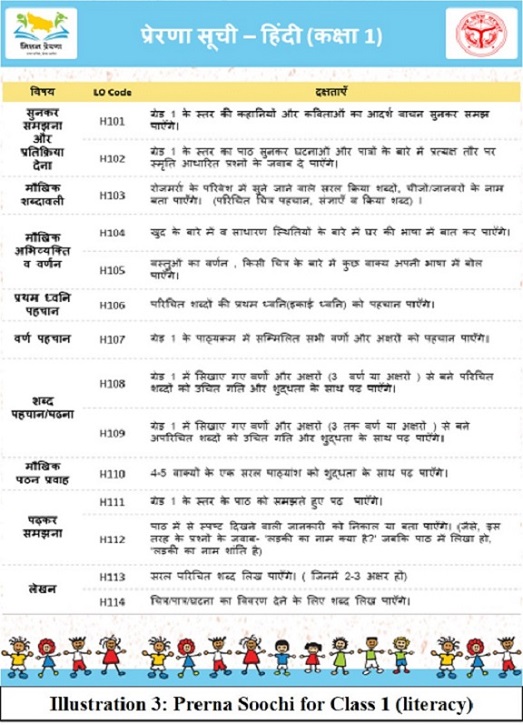 मिशन प्रेरणा
प्रेरणा सूची – हिंदी (कक्षा 1)
विषय LO Code दक्षताएँ
सुनकर समझना और प्रतिक्रिया देना
H101 ग्रेड 1 के स्तर की कहानियों और कविताओं का आदर्श वाचन सुनकर समझ
पाएँगे।
H102 ग्रेड 1 के स्तर का पाठ सुनकर घटनाओं और पात्रों के बारे में प्रत्यक्ष तौर पर
स्मृति आधारित प्रश्नों के जवाब दे पाएँगे।
मौखिक शब्दावली
H103 रोजमर्रा के परिवेश में सुने जाने वाले सरल क्रिया शब्दों, चीजों/जानवरों के नाम
बता पाएँगे। (परिचित चित्र पहचान, संज्ञाएँ व क्रिया शब्द) ।
मौखिक अभिव्यक्ति व वर्णन
H104 खुद के बारे में व साधारण स्थितियों के बारे में घर की भाषा में बात कर पाएँगे।
H105 वस्तुओं का वर्णन , किसी चित्र के बारे में कुछ वाक्य अपनी भाषा में बोल
पाएँगे।
प्रथम ध्वनि पहचान
H106 परिचित शब्दों की प्रथम ध्वनि(इकाई ध्वनि) को पहचान पाएँगे।
वर्ण पहचान H107 ग्रेड 1 के पाठ्यक्रम में सम्मिलित सभी वर्णों और अक्षरों को पहचान पाएँगे।
शब्द पहचान/पढना
H108 ग्रेड 1 में सिखाए गए वर्णों और अक्षरों (3 वर्ण या अक्षरों ) से बने परिचित
शब्दों को उचित गति और शुद्धता के साथ पढ पाएँगे।
H109 ग्रेड 1 में सिखाए गए वर्णों और अक्षरों (3 तक वर्ण या अक्षरों ) से बने
अपरिचित शब्दों को उचित गति और शुद्धता के साथ पढ पाएँगे।
मौखिक पठन प्रवाह
H110 4-5 वाक्यों के एक सरल पाठ्यांश को शुद्धता के साथ पढ़ पाएँगे।
पढ़कर समझना
H111 ग्रेड 1 के स्तर के पाठ को समझते हुए पढ पाएँगे।
H112 पाठ में से स्पष्ट दिखने वाली जानकारी को निकाल या बता पाएँगे। (जैसे, इस
तरह के प्रश्नों के जवाब- 'लड़की का नाम क्या है?' जबकि पाठ में लिखा हो,
'लड़की का नाम शांति है')
लेखन
H113 सरल परिचित शब्द लिख पाएँगे। ( जिनमें 2-3 अक्षर हो)
H114 चित्र/पात्र/घटना का विवरण देने के लिए शब्द लिख पाएँगे।
Illustration 3: Prerna Soochi for Class 1 (literacy)